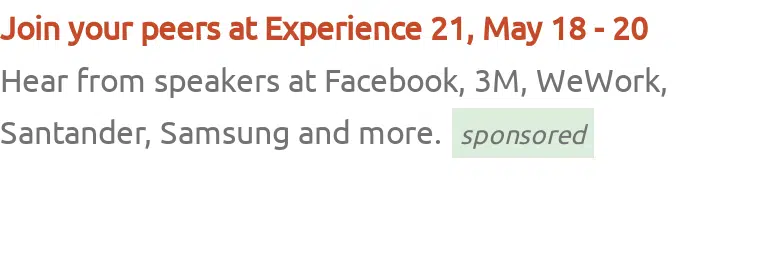 Join your peers at Experience 21, May 18 - 20
Hear from speakers at Facebook, 3M, WeWork,
Santander, Samsung and more. sponsored